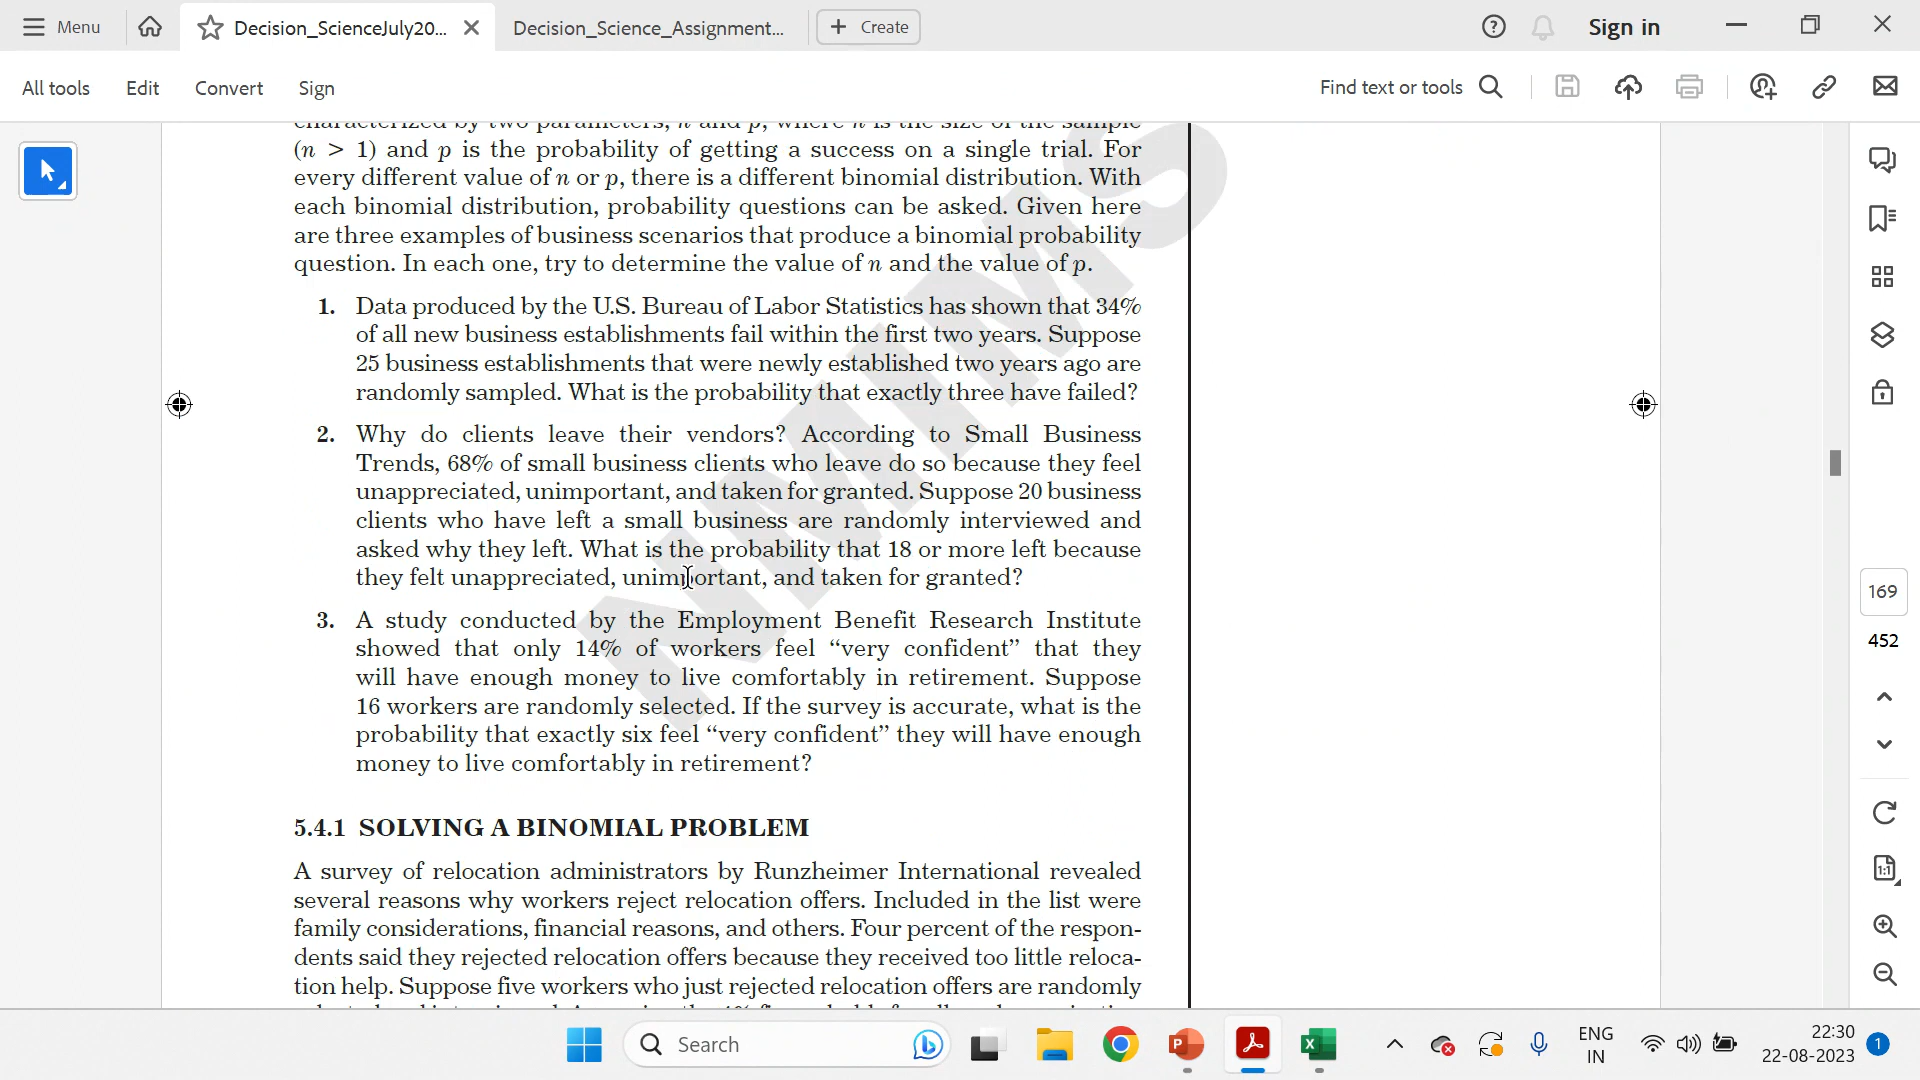 Menu
Decision_ScienceJuly20...
Decision_Science_Assignment...
Create
Sign in
All tools Edit Convert Sign
Find text or tools
characterized by two parameters, n and p, where n is the size of the sample
(n > 1) and p is the probability of getting a success on a single trial. For
every different value of n or p, there is a different binomial distribution. With
each binomial distribution, probability questions can be asked. Given here
are three examples of business scenarios that produce a binomial probability
question. In each one, try to determine the value of n and the value of p.
1. Data produced by the U.S. Bureau of Labor Statistics has shown that 34%
of all new business establishments fail within the first two years. Suppose
25 business establishments that were newly established two years ago are
randomly sampled. What is the probability that exactly three have failed?
2. Why do clients leave their vendors? According to Small Business
Trends, 68% of small business clients who leave do so because they feel
unappreciated, unimportant, and taken for granted. Suppose 20 business
clients who have left a small business are randomly interviewed and
asked why they left. What is the probability that 18 or more left because
they felt unappreciated, unimportant, and taken for granted?
3. A study conducted by the Employment Benefit Research Institute
showed that only 14% of workers feel “very confident” that they
will have enough money to live comfortably in retirement. Suppose
16 workers are randomly selected. If the survey is accurate, what is the
probability that exactly six feel “very confident” they will have enough
money to live comfortably in retirement?
5.4.1 SOLVING A BINOMIAL PROBLEM
A survey of relocation administrators by Runzheimer International revealed
several reasons why workers reject relocation offers. Included in the list were
family considerations, financial reasons, and others. Four percent of the respon-
dents said they rejected relocation offers because they received too little reloca-
tion help. Suppose five workers who just rejected relocation offers are randomly
NMIMS
169
452
1:1
Search
P
X
ENG
IN
22:30
22-08-2023
1